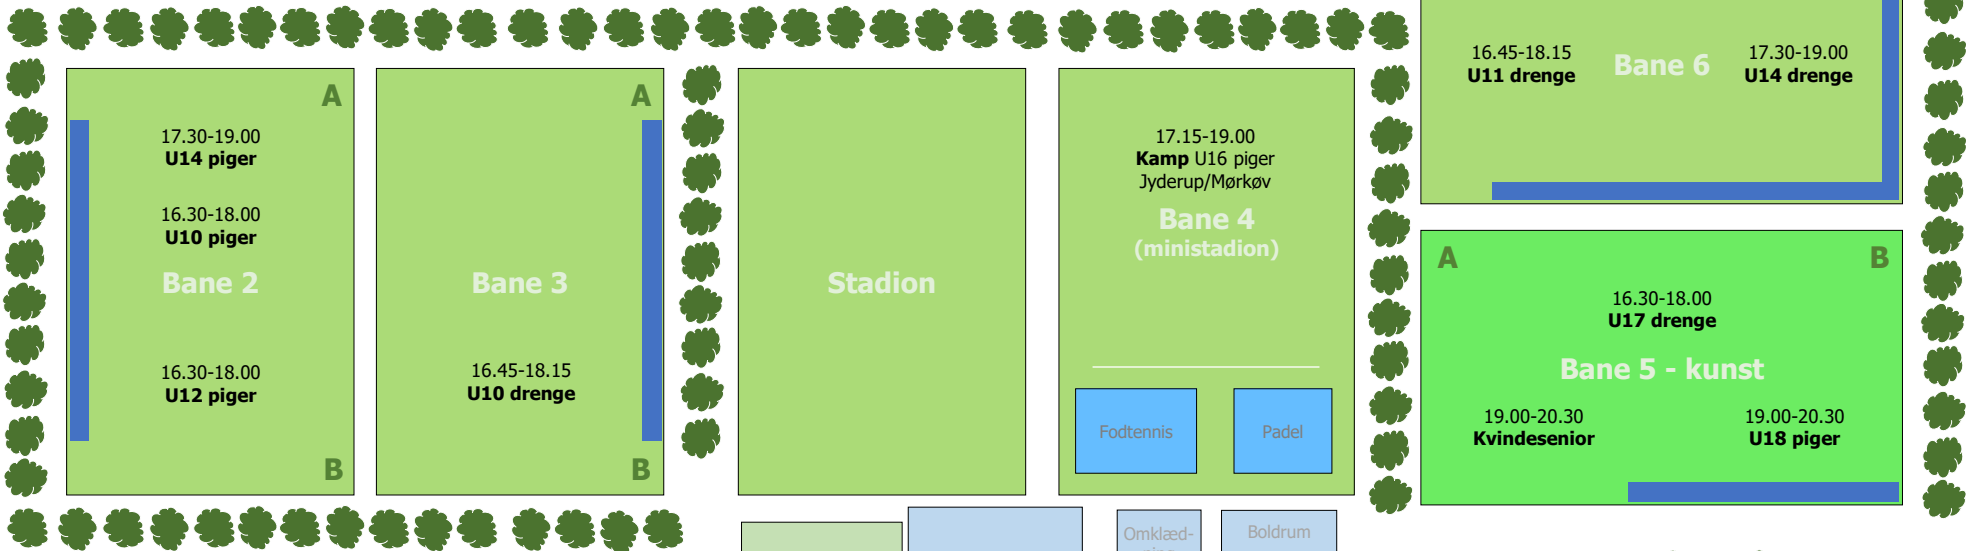 A
17.30-19.00
U14 piger
16.30-18.00
U10 piger
Bane 2
16.30-18.00
U12 piger
B
A
Bane 3
16.45-18.15
U10 drenge
B
Stadion
17.15-19.00
Kamp U16 piger
Jyderup/Mørkøv
Bane 4
(ministadion)
Fodtennis
Padel
Omklæd-
Boldrum
16.45-18.15
U11 drenge
Bane 6
17.30-19.00
U14 drenge
A
B
16.30-18.00
U17 drenge
Bane 5 - kunst
19.00-20.30
Kvindesenior
19.00-20.30
U18 piger